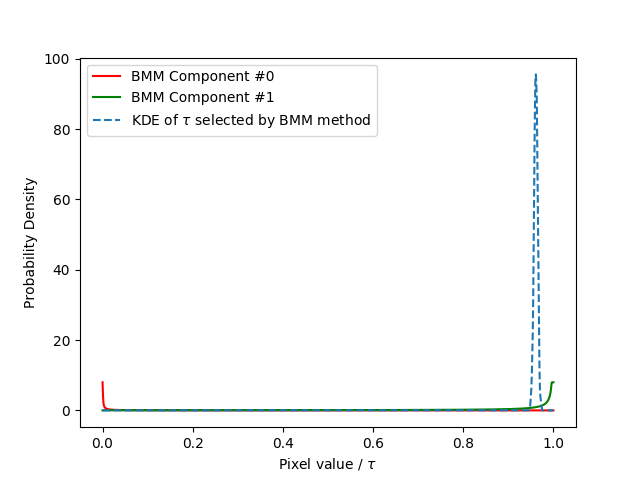 BMM Component #0
BMM Component #1
KDE of τ selected by BMM method
Probability Density
100
80
60
40
20
0
0.0 0.2 0.4 0.6 0.8 1.0
Pixel value / τ